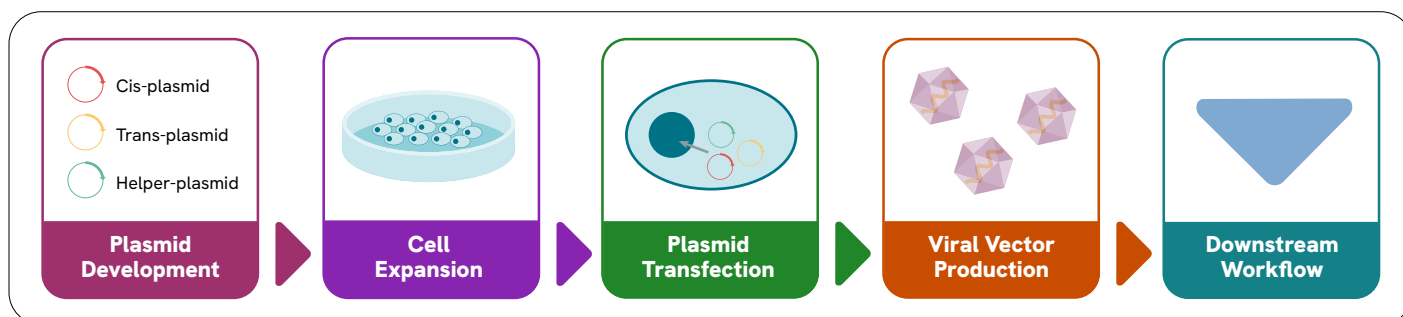 Cis-plasmid
Trans-plasmid
Helper-plasmid
Plasmid
Development
Cell
Expansion
Plasmid
Transfection
Viral Vector
Production
Downstream
Workflow